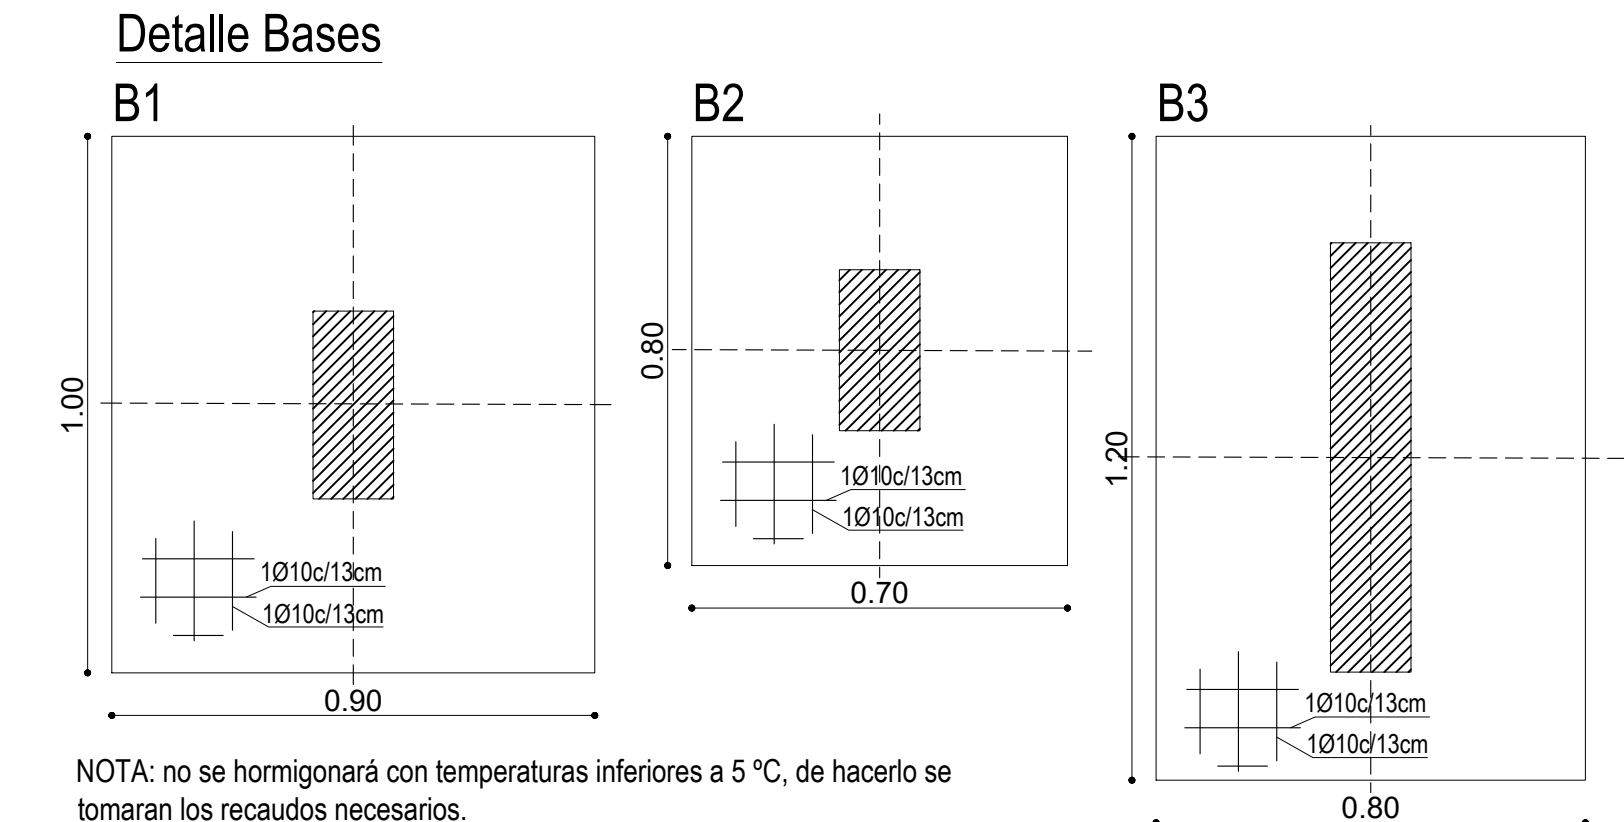 Detalle Bases
B1
1.00
1Ø10c/13cm
1Ø10c/13cm
0.90
B2
0.80
1Ø10c/13cm
1Ø10c/13cm
0.70
B3
1.20
1Ø10c/13cm
1Ø10c/13cm
0.80
NOTA: no se hormigonará con temperaturas inferiores a 5 ºC, de hacerlo se
tomaran los recaudos necesarios.